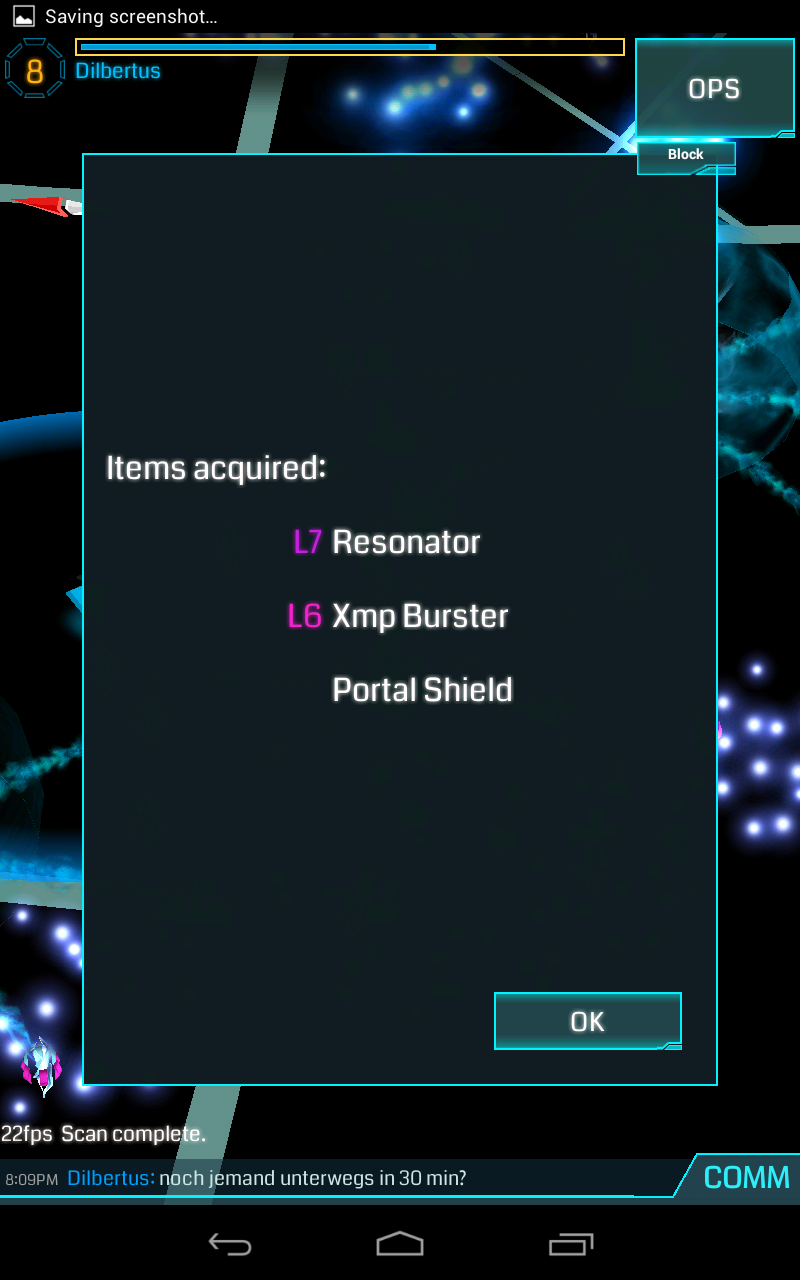 Saving screenshot...
8
Dilbertus
OPS
Block
Items acquired:
L7 Resonator
L6 Xmp Burster
Portal Shield
OK
22fps Scan complete.
8:09PM Dilbertus: noch jemand unterwegs in 30 min?
COMM